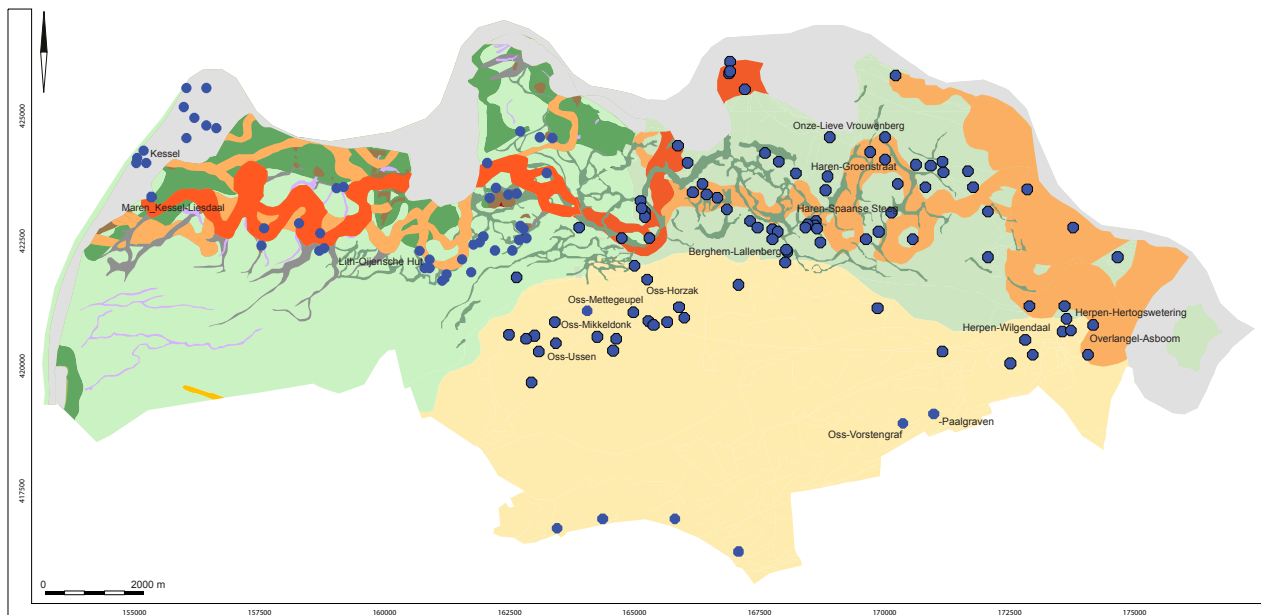 425000
422500
420000
417500
Onze-Lieve Vrouwenberg
Kessel
Haren-Groenstraat
Maren_Kessel-Liesdaal
Haren-Spaanse Steeg
Berghem-Lallenberg
Lith-Oijensche Hut
Oss-Horzak
Oss-Mettegeupel
Herpen-Hertogswetering
Oss-Mikkeldonk
Herpen-Wilgendaal
Overlangel-Asboom
Oss-Ussen
-Paalgraven
Oss-Vorstengraf
0 2000 m
155000 157500 160000 162500 165000 167500 170000 172500 175000